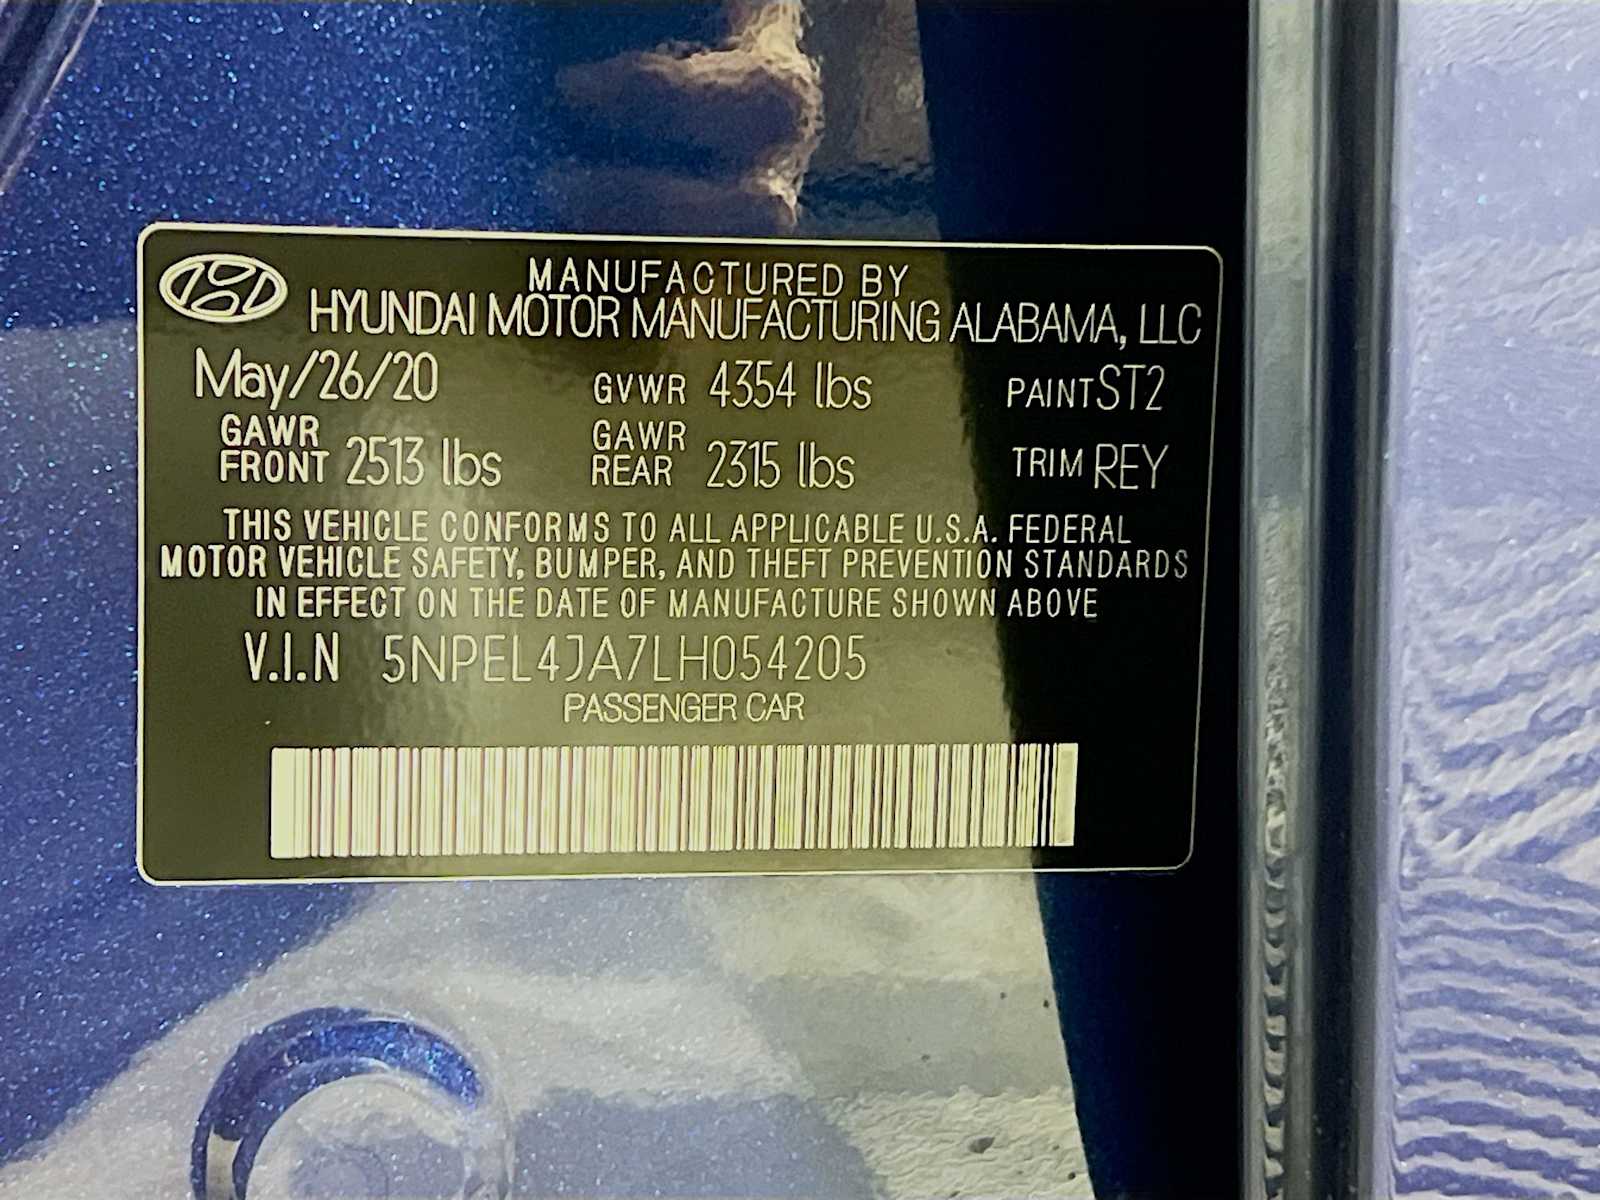 MANUFACTURED BY
HYUNDAI MOTOR MANUFACTURING ALABAMA, LLC
May/26/20 GVWR 4354 lbs PAINT ST2
GAWR FRONT 2513 lbs GAWR REAR 2315 lbs TRIM REY
THIS VEHICLE CONFORMS TO ALL APPLICABLE U.S.A. FEDERAL
MOTOR VEHICLE SAFETY, BUMPER, AND THEFT PREVENTION STANDARDS
IN EFFECT ON THE DATE OF MANUFACTURE SHOWN ABOVE
V.I.N 5NPEL4JA7LH054205
PASSENGER CAR